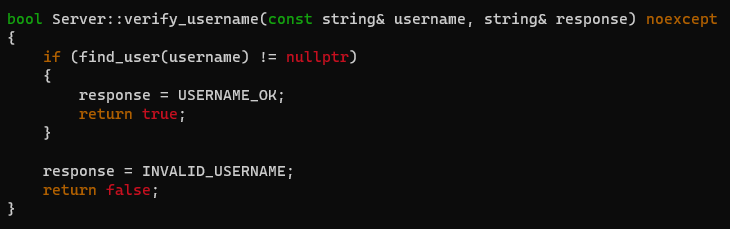 bool Server::verify_username(const string& username, string& response) noexcept
{
    if (find_user(username) != nullptr)
    {
        response = USERNAME_OK;
        return true;
    }

    response = INVALID_USERNAME;
    return false;
}